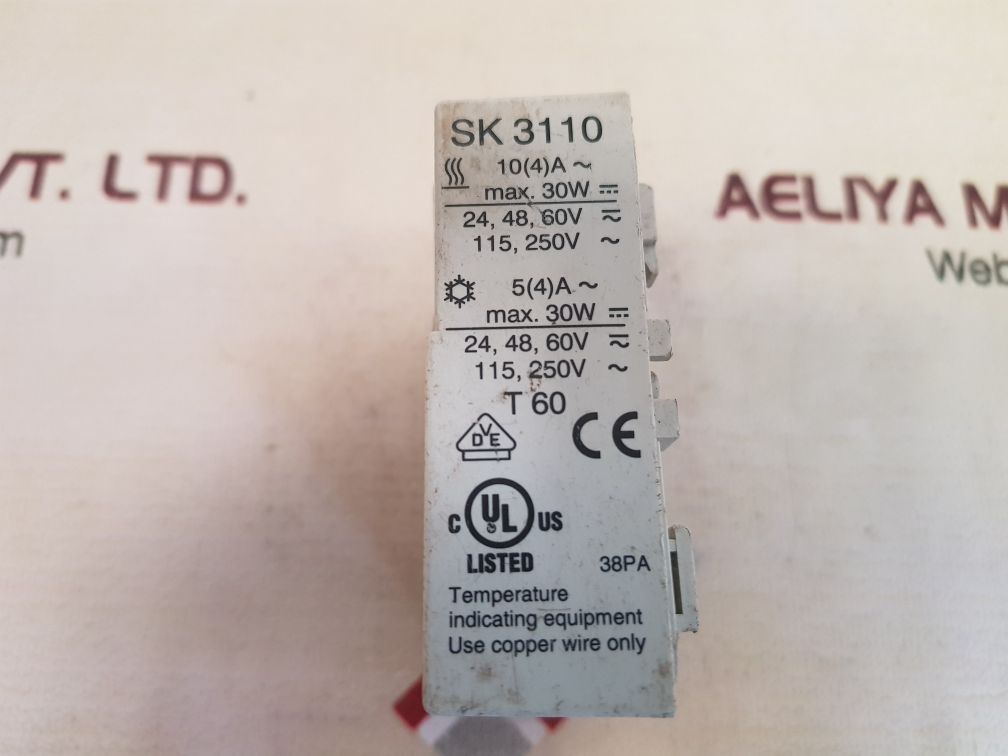 VT. LTD.
m
AELIYA M
Web
SK 3110
10(4)A ~
max. 30W ⎓
24, 48, 60V ≂
115, 250V ~
5(4)A ~
max. 30W ⎓
24, 48, 60V ≂
115, 250V ~
T 60
DVE
CE
C UL US
LISTED 38PA
Temperature
indicating equipment
Use copper wire only